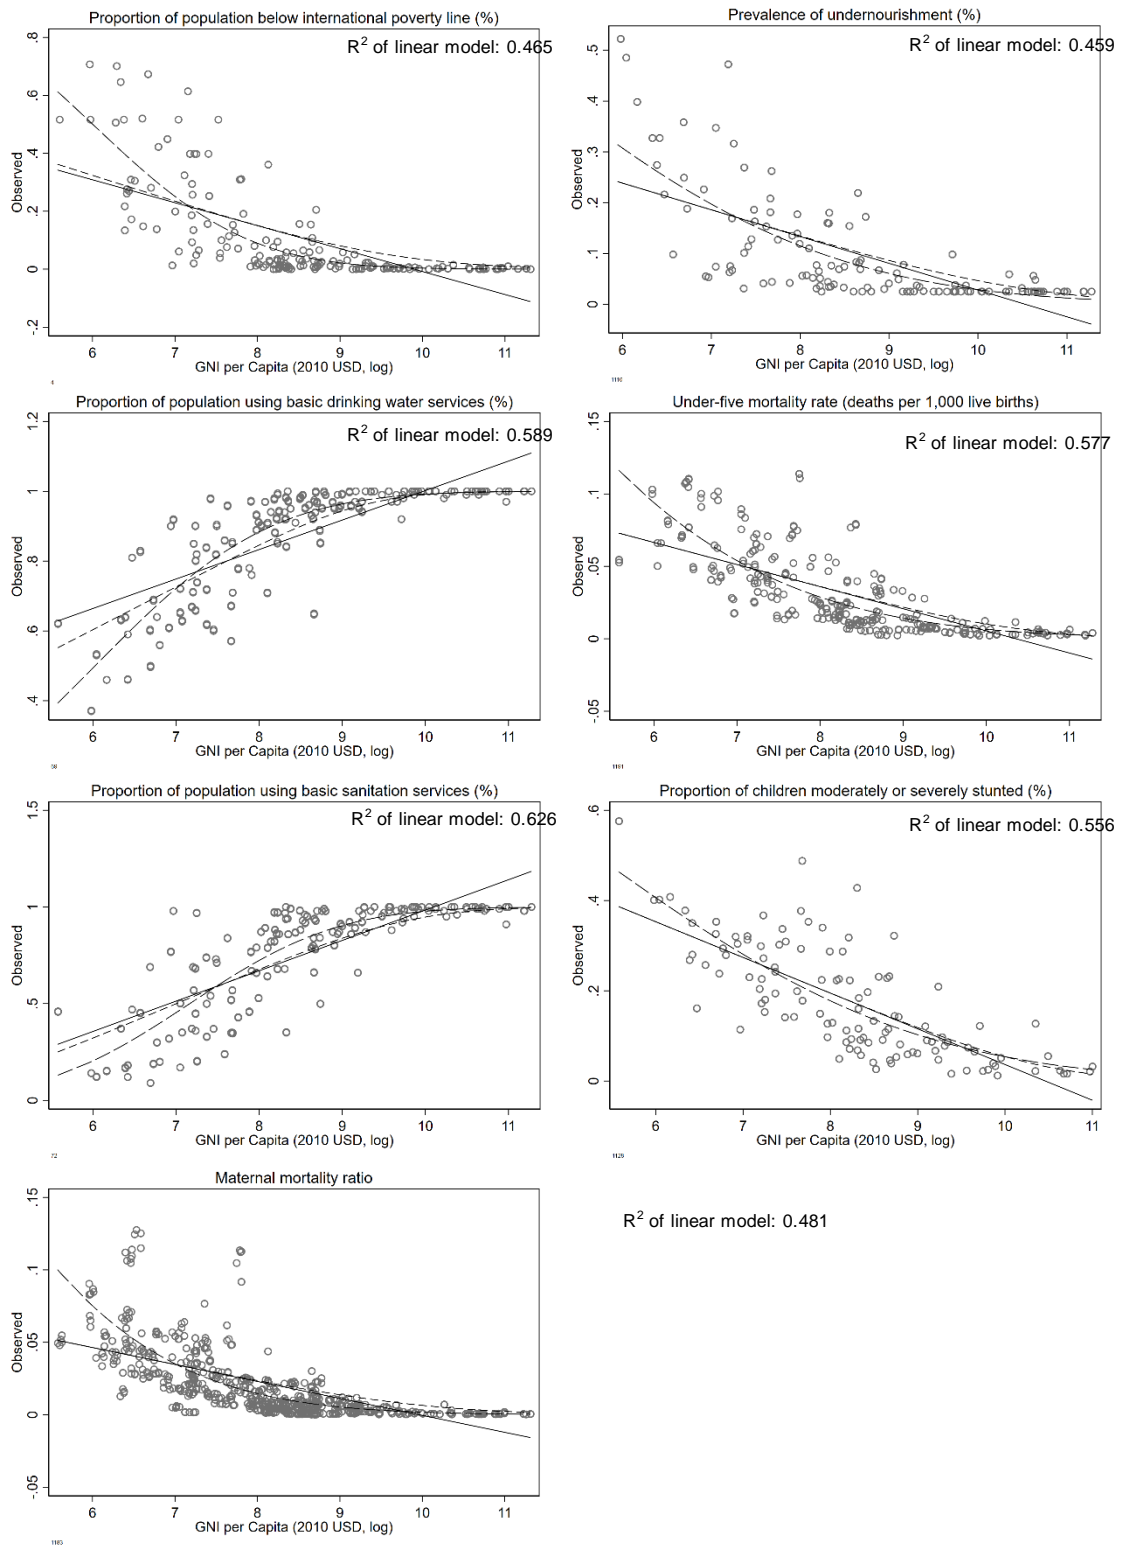 Proportion of population below international poverty line (%)
R2 of linear model: 0.465
.8
.6
.4
.2
0
-.2
Observed
6 7 8 9 10 11
GNI per Capita (2010 USD, log)
4
Prevalence of undernourishment (%)
R2 of linear model: 0.459
.5
.4
.3
.2
.1
0
Observed
6 7 8 9 10 11
GNI per Capita (2010 USD, log)
Proportion of population using basic drinking water services (%)
R2 of linear model: 0.589
1.2
1
.8
.6
.4
Observed
6 7 8 9 10 11
GNI per Capita (2010 USD, log)
Under-five mortality rate (deaths per 1,000 live births)
R2 of linear model: 0.577
.15
.1
.05
0
-.05
Observed
6 7 8 9 10 11
GNI per Capita (2010 USD, log)
Proportion of population using basic sanitation services (%)
R2 of linear model: 0.626
1.5
1
.5
0
Observed
6 7 8 9 10 11
GNI per Capita (2010 USD, log)
72
Proportion of children moderately or severely stunted (%)
R2 of linear model: 0.556
.6
.4
.2
0
Observed
6 7 8 9 10 11
GNI per Capita (2010 USD, log)
Maternal mortality ratio
.15
.1
.05
0
-.05
Observed
6 7 8 9 10 11
GNI per Capita (2010 USD, log)
R2 of linear model: 0.481